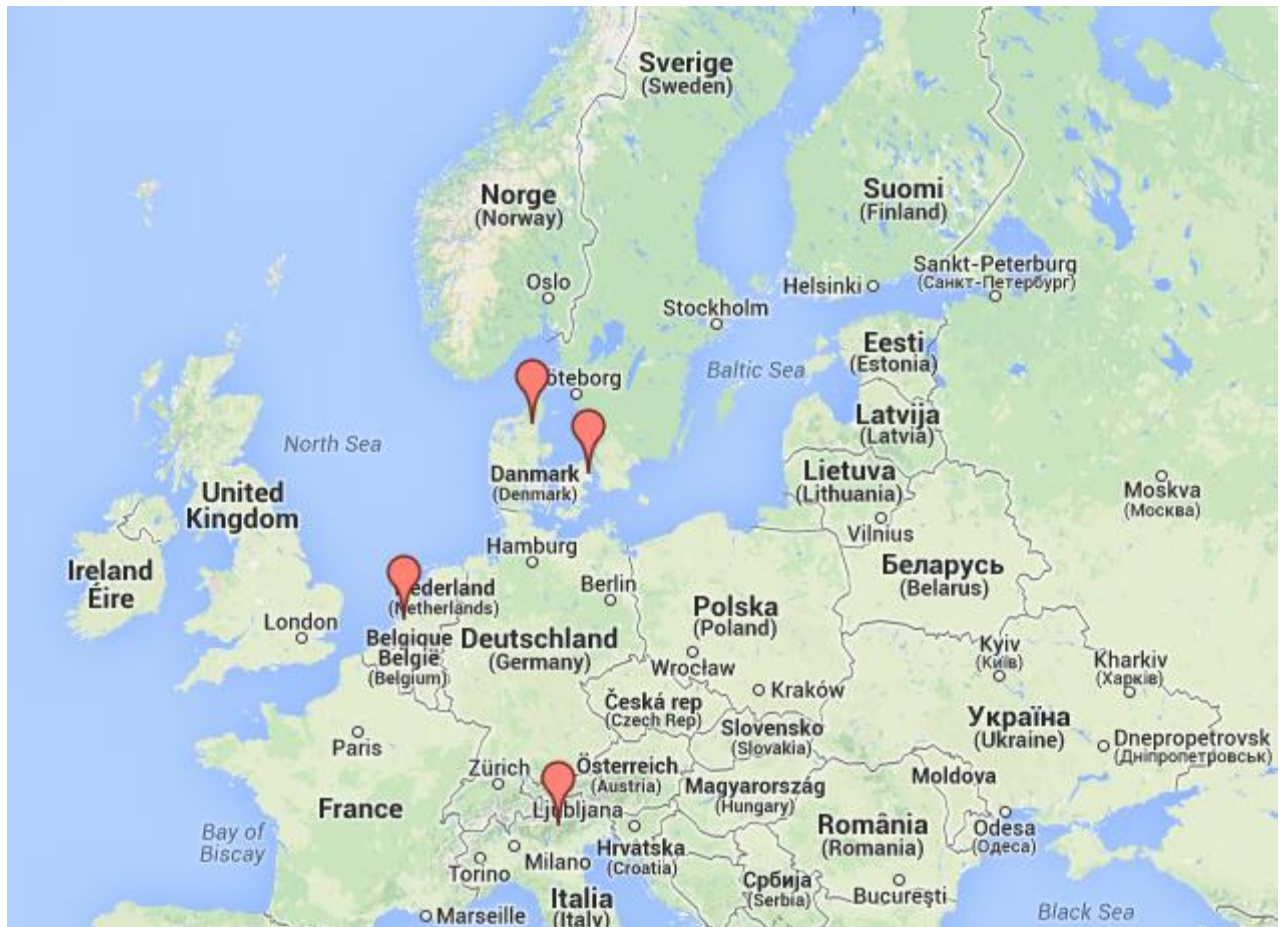 Sverige
(Sweden)
Norge
(Norway)
Suomi
(Finland)
Oslo
Helsinki
Sankt-Peterburg
(Санкт-Петербург)
Stockholm
Eesti
(Estonia)
Baltic Sea
öteborg
Latvija
(Latvia)
North Sea
Danmark
(Denmark)
Lietuva
(Lithuania)
Moskva
(Москва)
United
Kingdom
Vilnius
Hamburg
Ireland
Éire
Беларусь
(Belarus)
Berlin
ederland
(Netherlands)
London
Polska
(Poland)
Belgique
België
(Belgium)
Deutschland
(Germany)
Kyiv
(Київ)
Wrocław
Kharkiv
(Харків)
Kraków
Česká rep
(Czech Rep)
Slovensko
(Slovakia)
Україна
(Ukraine)
Paris
Dnepropetrovsk
(Дніпропетровськ)
Zürich
Österreich
(Austria)
Moldova
Magyarország
(Hungary)
Ljubljana
France
România
(Romania)
Odesa
(Одеса)
Bay of
Biscay
Milano
Hrvatska
(Croatia)
Torino
Србија
(Serbia)
București
Italia
(Italy)
Marseille
Black Sea